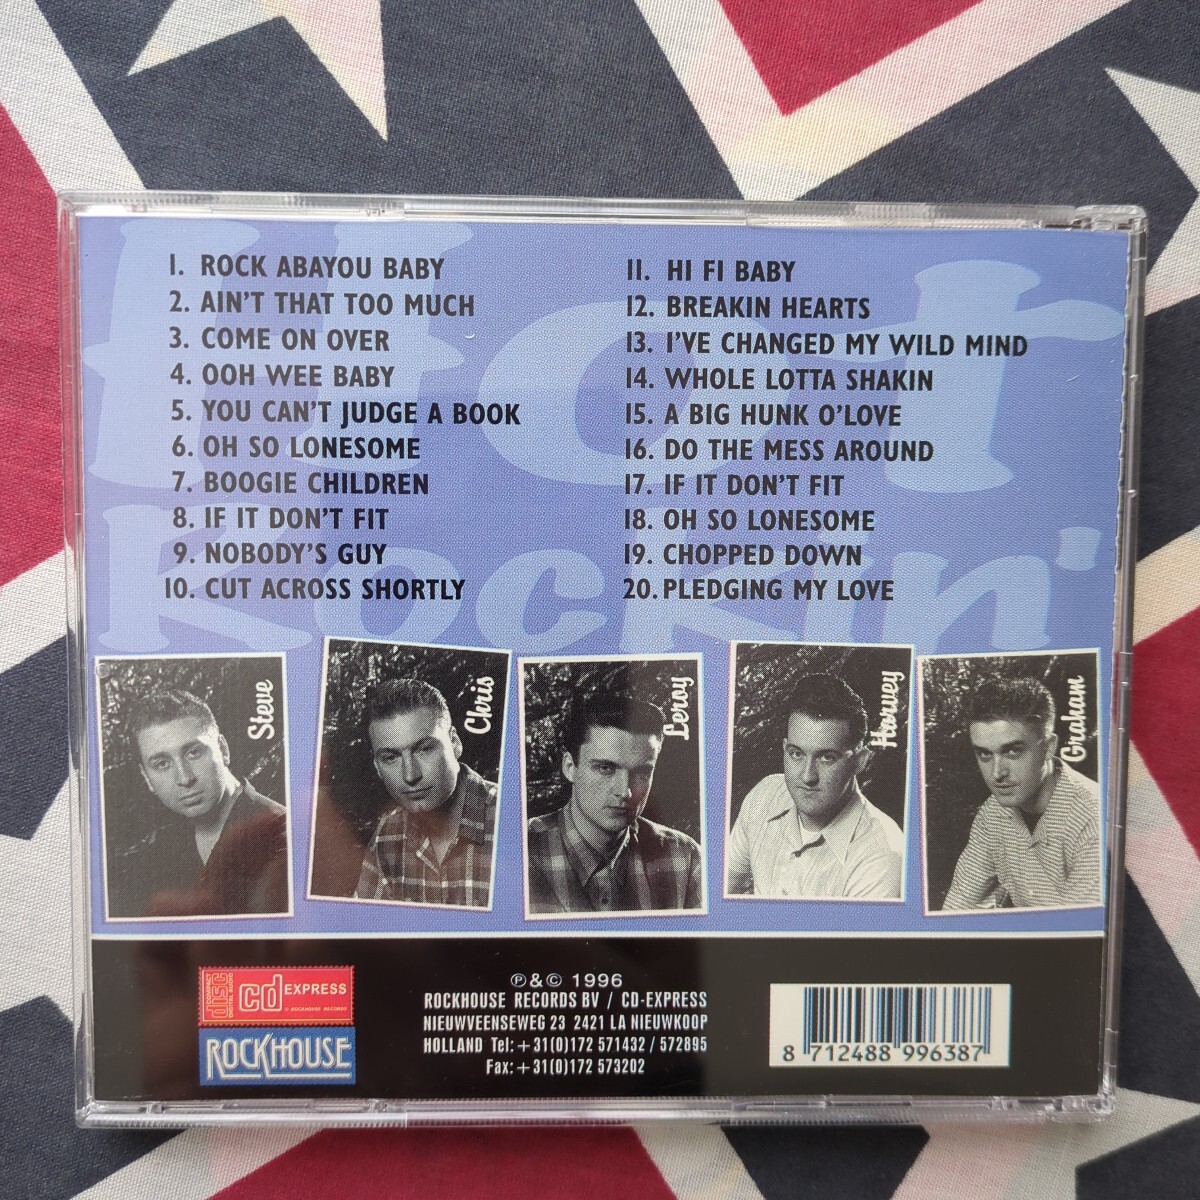 Hot
Rockin'
1. ROCK ABAYOU BABY
2. AIN'T THAT TOO MUCH
3. COME ON OVER
4. OOH WEE BABY
5. YOU CAN'T JUDGE A BOOK
6. OH SO LONESOME
7. BOOGIE CHILDREN
8. IF IT DON'T FIT
9. NOBODY'S GUY
10. CUT ACROSS SHORTLY
11. HI FI BABY
12. BREAKIN HEARTS
13. I'VE CHANGED MY WILD MIND
14. WHOLE LOTTA SHAKIN
15. A BIG HUNK O'LOVE
16. DO THE MESS AROUND
17. IF IT DON'T FIT
18. OH SO LONESOME
19. CHOPPED DOWN
20. PLEDGING MY LOVE
Steve
Chris
Leroy
Harvey
Graham
COMPACT
disc
DIGITAL AUDIO
cd EXPRESS
© ROCKHOUSE RECORDS
ROCKHOUSE
℗ & © 1996
ROCKHOUSE RECORDS BV / CD-EXPRESS
NIEUWVEENSEWEG 23 2421 LA NIEUWKOOP
HOLLAND Tel: +31(0)172 571432 / 572895
Fax: +31(0)172 573202
8 712488 996387